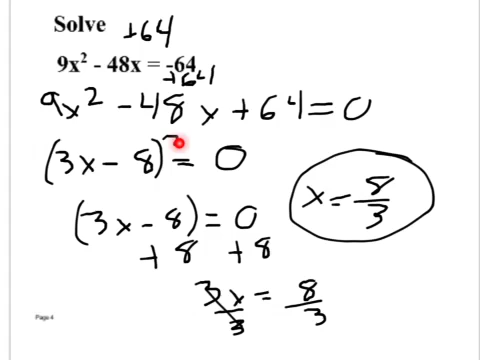 Solve +64
9x² - 48x = -64
+64
9x² - 48x + 64 = 0
(3x - 8)² = 0
(3x - 8) = 0
+8 +8
3x/3 = 8/3
x = 8/3
Page 4